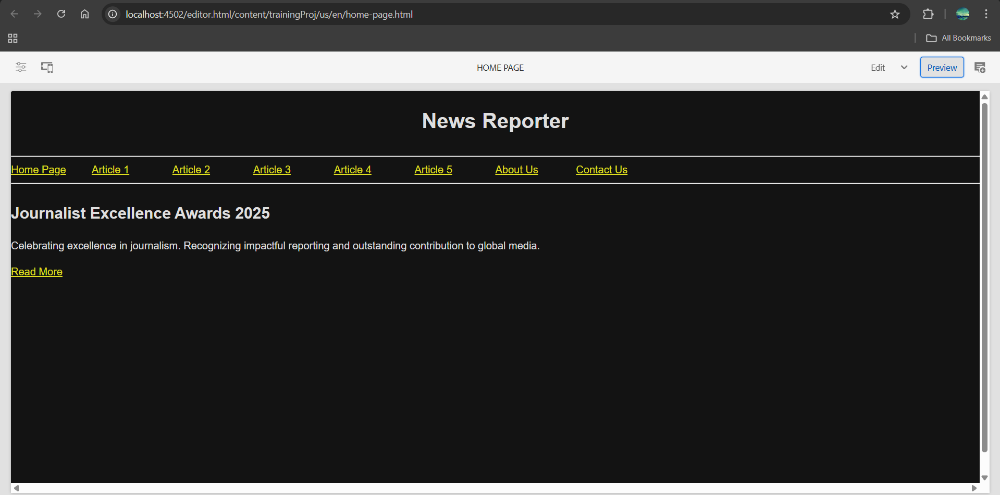 localhost:4502/editor.html/content/trainingProj/us/en/home-page.html
All Bookmarks
HOME PAGE
Edit
Preview
News Reporter
Home Page Article 1 Article 2 Article 3 Article 4 Article 5 About Us Contact Us
Journalist Excellence Awards 2025
Celebrating excellence in journalism. Recognizing impactful reporting and outstanding contribution to global media.
Read More